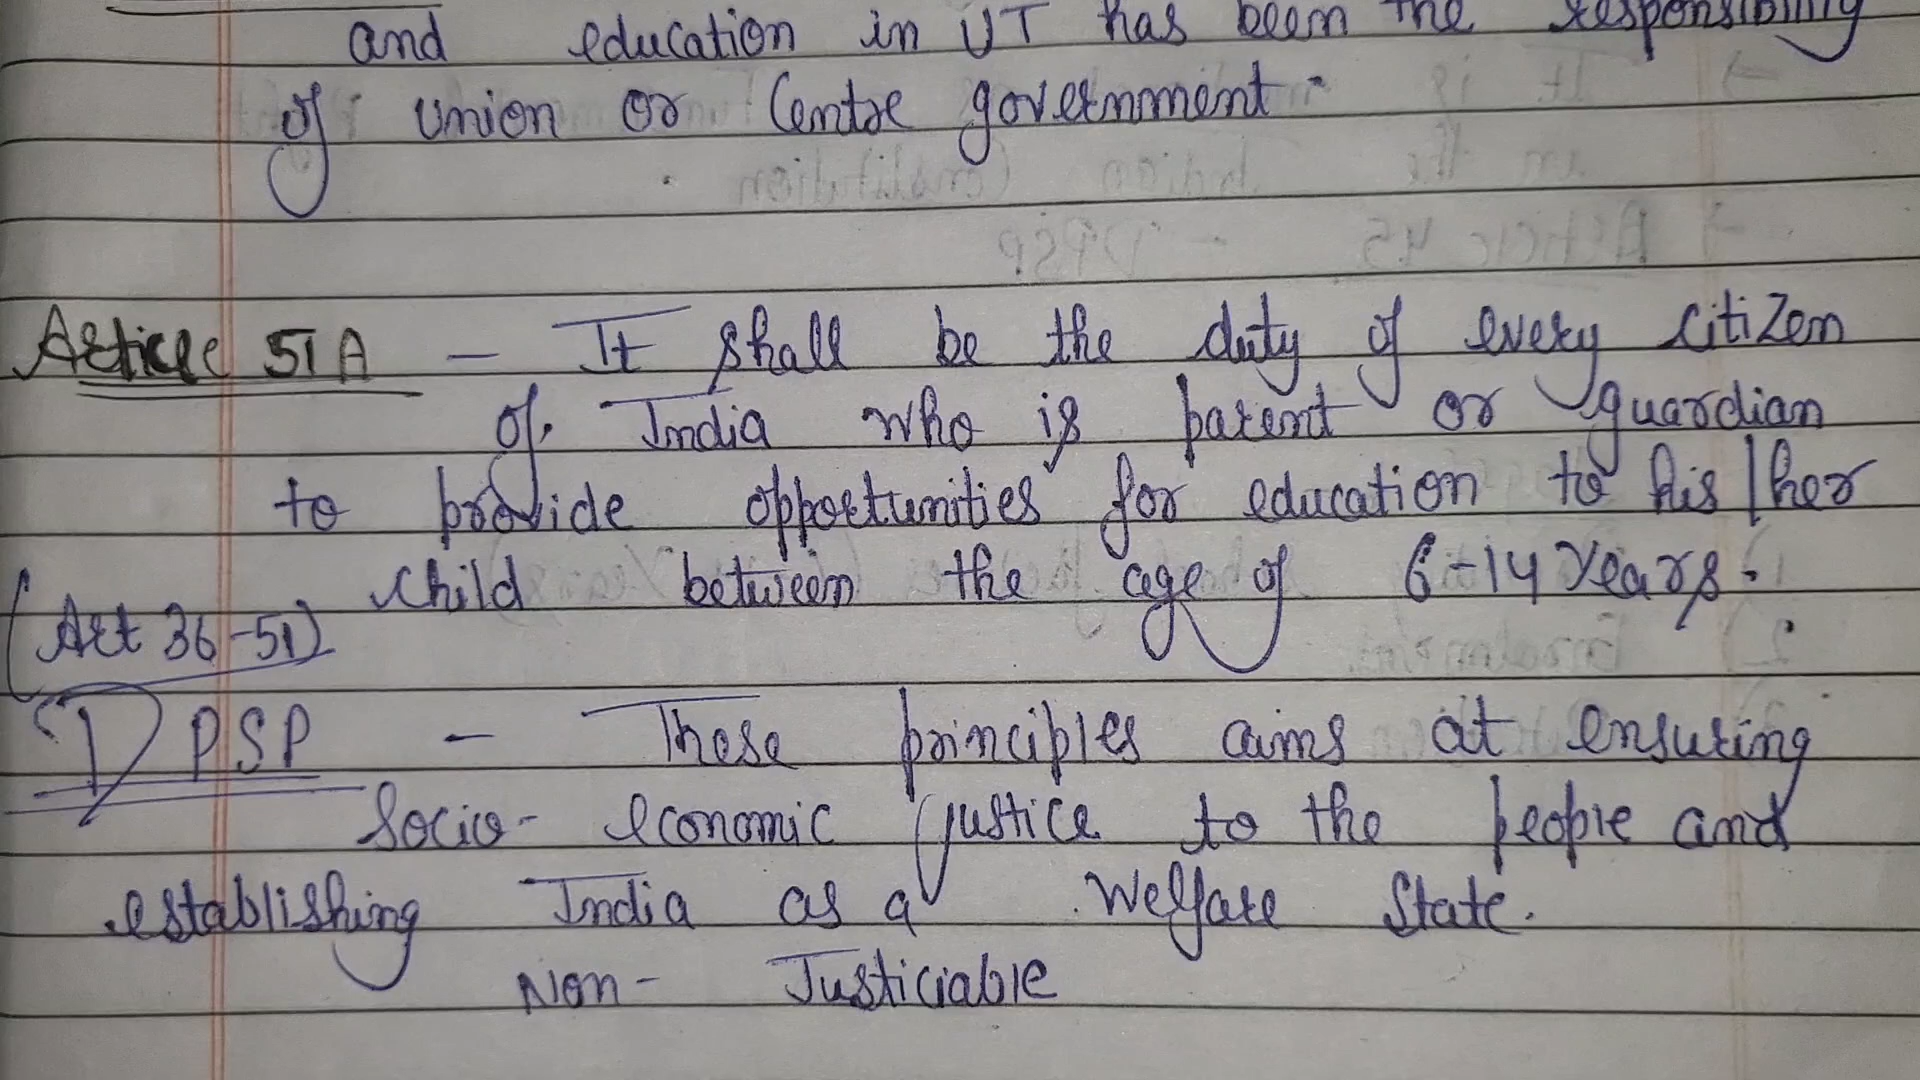 and education in UT has been the responsibility
of union or Centre government.
Article 51A - It shall be the duty of every citizen
of India who is parent or guardian
to provide opportunities for education to his/her
child between the age of 6-14 Years.
(Art 36-51)
DPSP - These principles aims at ensuring
Socio-economic justice to the people and
establishing India as a Welfare State.
Non-Justiciable